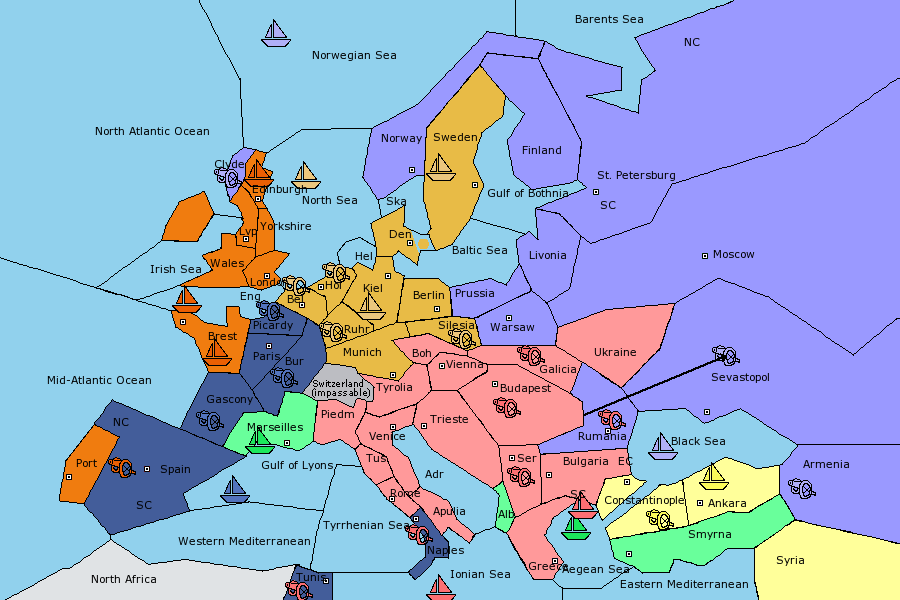 Barents Sea
NC
Norwegian Sea
North Atlantic Ocean
Norway
Sweden
Finland
Clyde
St. Petersburg
Edinburgh
North Sea
Ska
Gulf of Bothnia
SC
Lvp
Yorkshire
Den
Baltic Sea
Livonia
Moscow
Hel
Irish Sea
Wales
London
Hol
Kiel
Berlin
Prussia
Eng
Bel
Picardy
Ruhr
Silesia
Warsaw
Brest
Paris
Bur
Munich
Boh
Vienna
Galicia
Ukraine
Mid-Atlantic Ocean
Switzerland
(impassable)
Tyrolia
Budapest
Sevastopol
Gascony
NC
Marseilles
Piedm
Venice
Trieste
Rumania
Black Sea
Port
Spain
Gulf of Lyons
Tus
Adr
Ser
Bulgaria
EC
Armenia
SC
Rome
Apulia
Alb
SC
Constantinople
Ankara
Western Mediterranean
Tyrrhenian Sea
Naples
Smyrna
North Africa
Tunis
Ionian Sea
Greece
Aegean Sea
Eastern Mediterranean
Syria